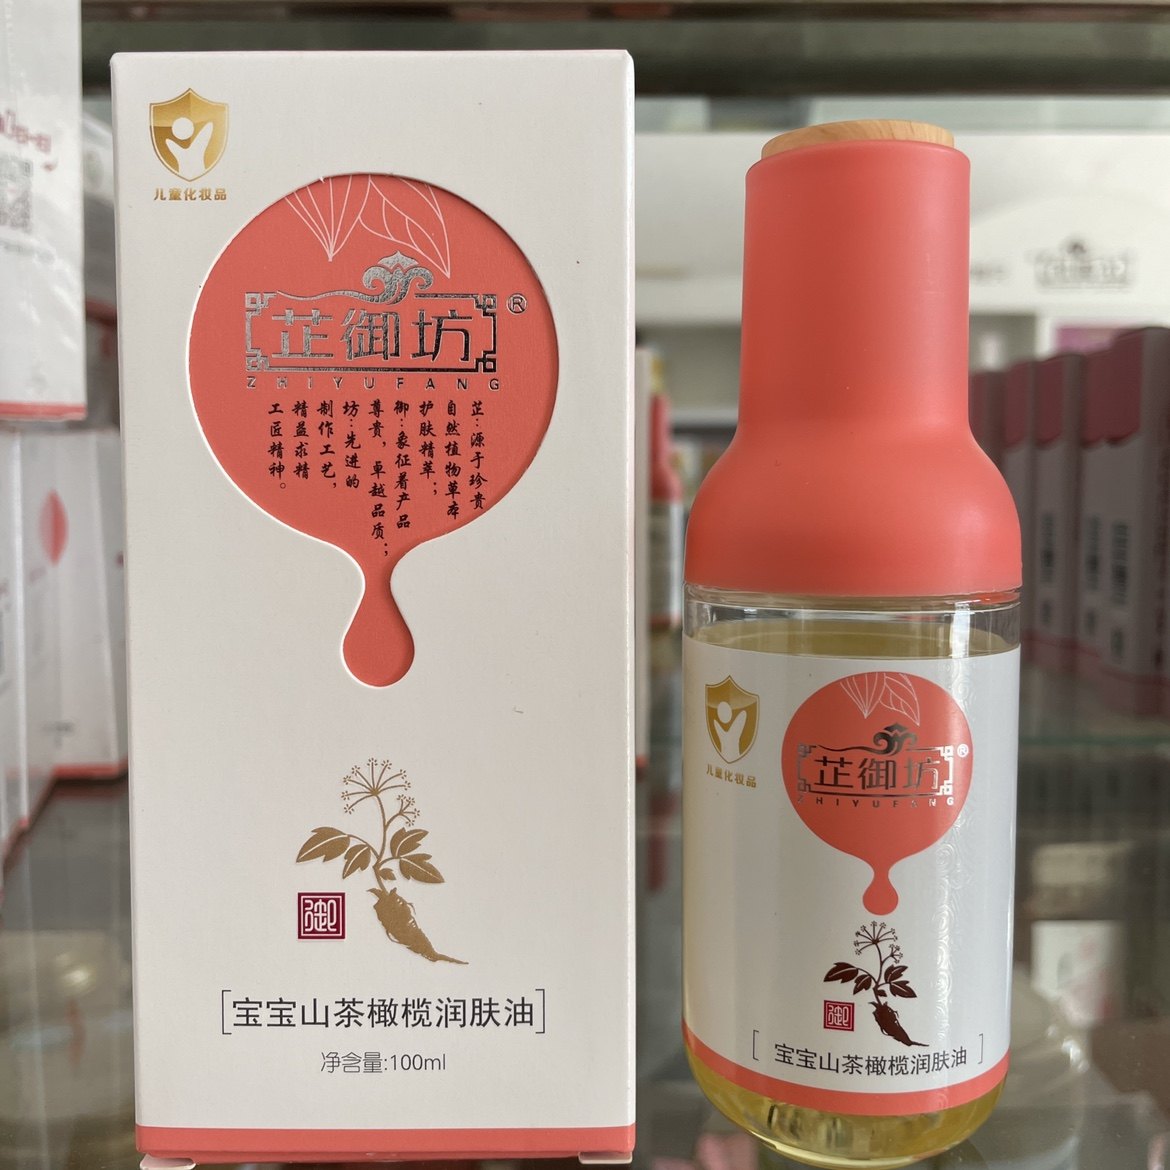 儿童化妆品
芷御坊®
ZHIYUFANG
芷:源于珍贵
自然植物草本
护肤精萃;
御:象征着产品
尊贵,卓越品质;
坊:先进的
制作工艺,
精益求精
工匠精神。
御
[宝宝山茶橄榄润肤油]
净含量:100ml
儿童化妆品
芷御坊®
ZHIYUFANG
御
[宝宝山茶橄榄润肤油]